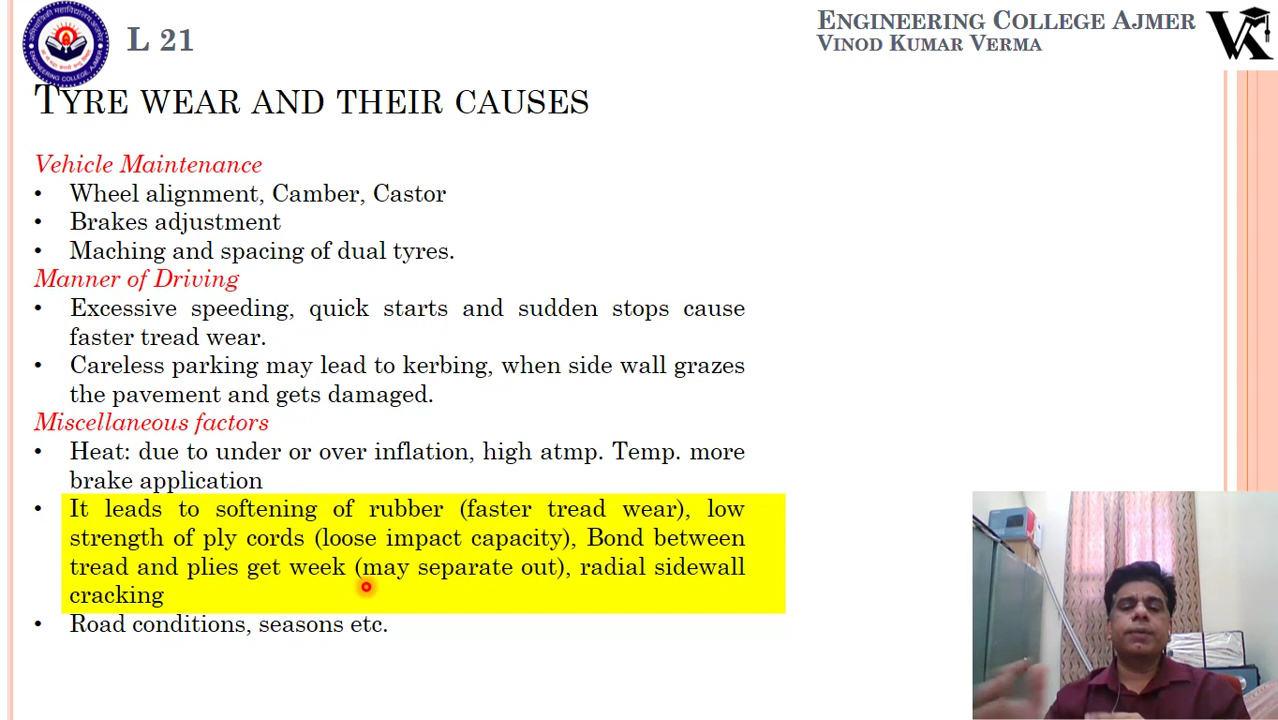 L 21
ENGINEERING COLLEGE AJMER
VINOD KUMAR VERMA
TYRE WEAR AND THEIR CAUSES
Vehicle Maintenance
• Wheel alignment, Camber, Castor
• Brakes adjustment
• Maching and spacing of dual tyres.
Manner of Driving
• Excessive speeding, quick starts and sudden stops cause
faster tread wear.
• Careless parking may lead to kerbing, when side wall grazes
the pavement and gets damaged.
Miscellaneous factors
• Heat: due to under or over inflation, high atmp. Temp. more
brake application
• It leads to softening of rubber (faster tread wear), low
strength of ply cords (loose impact capacity), Bond between
tread and plies get week (may separate out), radial sidewall
cracking
• Road conditions, seasons etc.